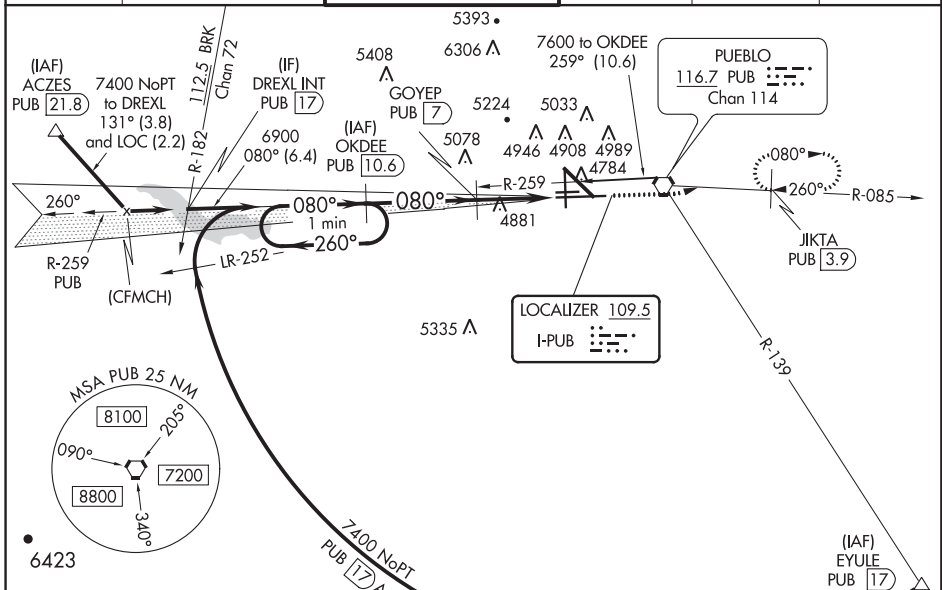 5393
6306
5408
7600 to OKDEE
259° (10.6)
PUEBLO
116.7 PUB
Chan 114
(IAF)
ACZES
PUB 21.8
7400 NoPT
to DREXL
131° (3.8)
and LOC (2.2)
112.5 BRK
Chan 72
R-182
(IF)
DREXL INT
PUB 17
6900
080° (6.4)
GOYEP
PUB 7
(IAF)
OKDEE
PUB 10.6
5224
5033
5078
4946
4908
4989
4784
R-259
4881
080°
260°
R-085
JIKTA
PUB 3.9
260°
080°
080°
1 min
260°
LR-252
R-259
PUB
(CFMCH)
LOCALIZER 109.5
I-PUB
5335
R-139
MSA PUB 25 NM
8100
205°
090°
7200
8800
340°
6423
7400 NoPT
PUB 17
(IAF)
EYULE
PUB 17